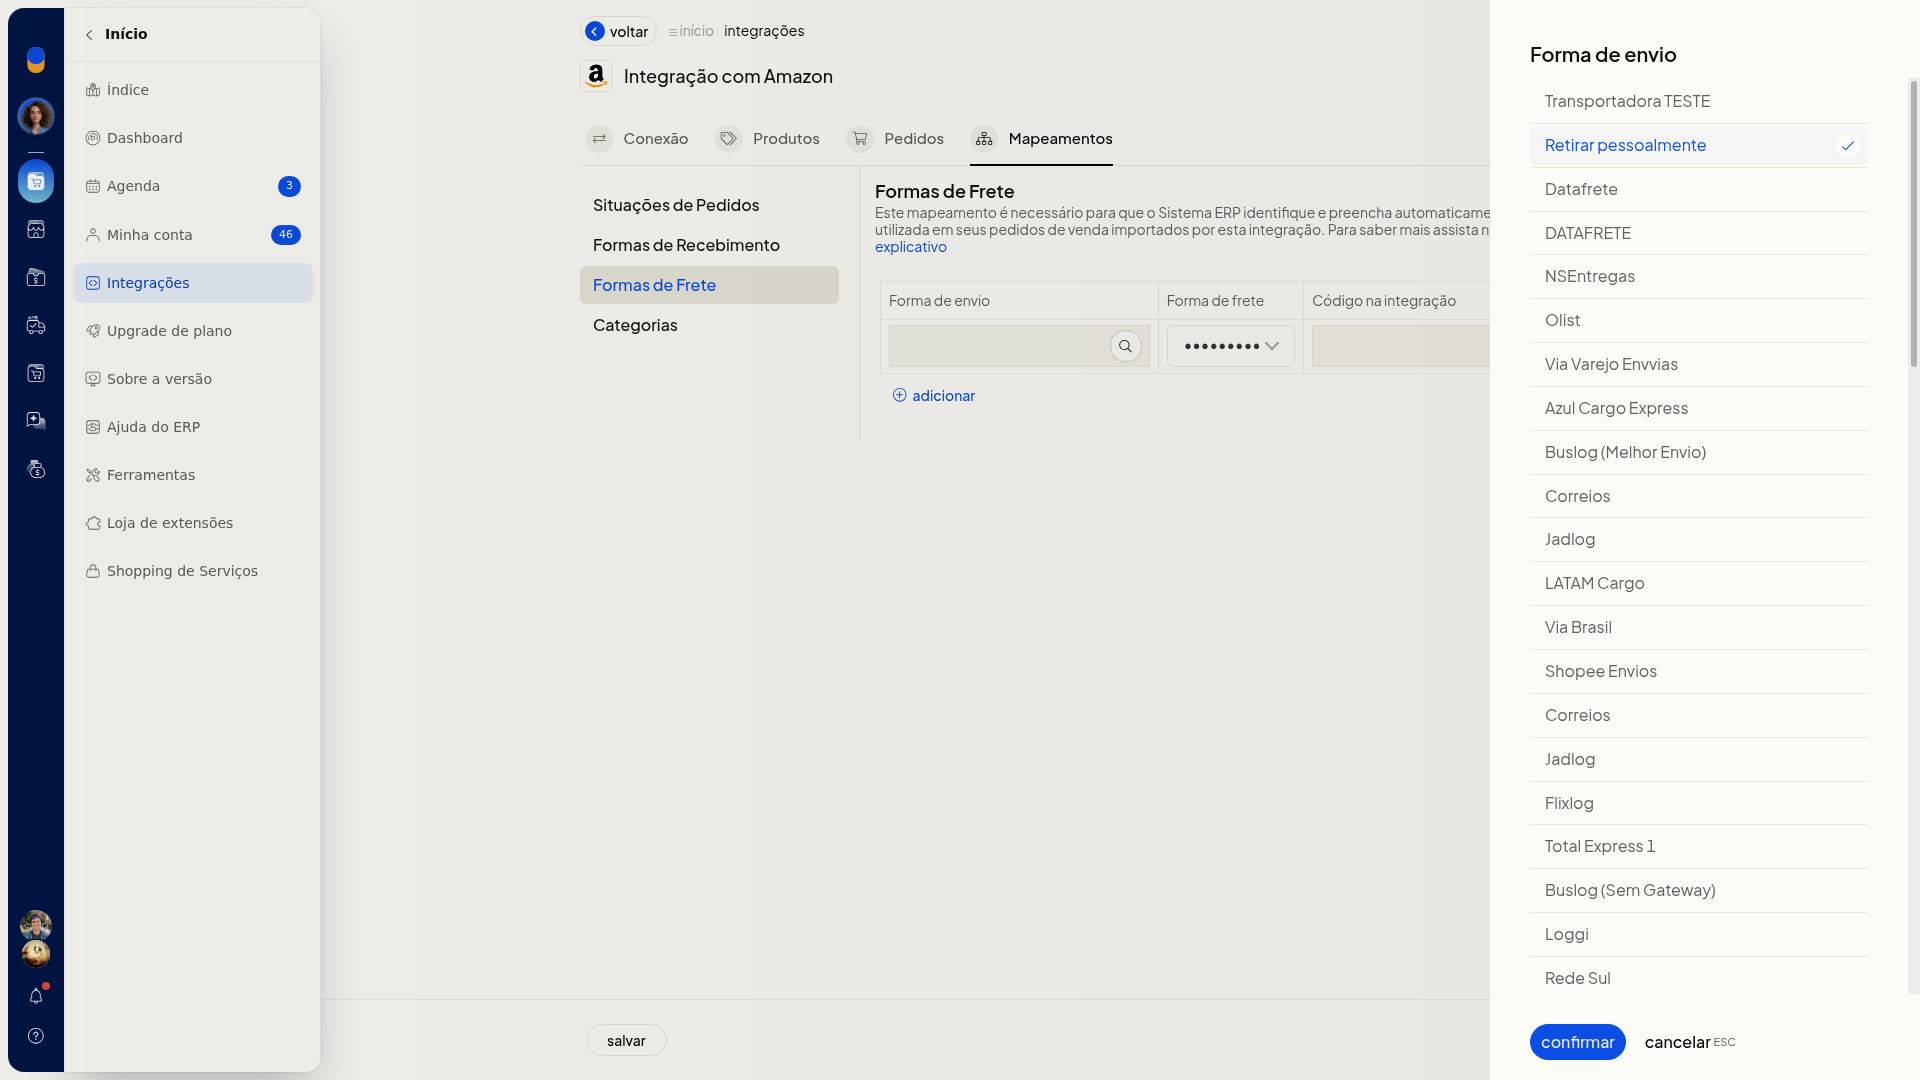 Início
Índice
Dashboard
Agenda
3
Minha conta
46
Integrações
Upgrade de plano
Sobre a versão
Ajuda do ERP
Ferramentas
Loja de extensões
Shopping de Serviços
voltar
início
integrações
Integração com Amazon
Conexão
Produtos
Pedidos
Mapeamentos
Situações de Pedidos
Formas de Recebimento
Formas de Frete
Categorias
Formas de Frete
Este mapeamento é necessário para que o Sistema ERP identifique e preencha automaticame
utilizada em seus pedidos de venda importados por esta integração. Para saber mais assista n
explicativo
Forma de envio
Forma de frete
Código na integração
•••••••••
adicionar
salvar
Forma de envio
Transportadora TESTE
Retirar pessoalmente
Datafrete
DATAFRETE
NSEntregas
Olist
Via Varejo Envvias
Azul Cargo Express
Buslog (Melhor Envio)
Correios
Jadlog
LATAM Cargo
Via Brasil
Shopee Envios
Correios
Jadlog
Flixlog
Total Express 1
Buslog (Sem Gateway)
Loggi
Rede Sul
confirmar
cancelar ESC